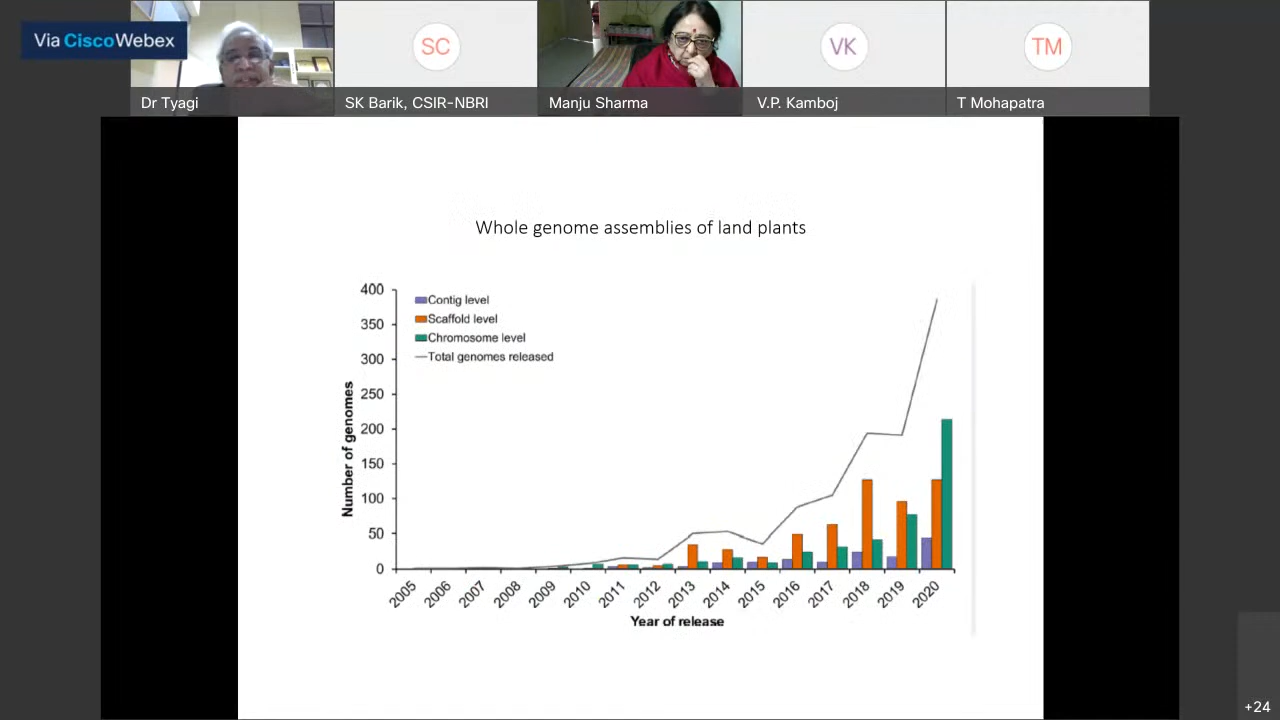 Via CiscoWebex
SC
VK
TM
Dr Tyagi
SK Barik, CSIR-NBRI
Manju Sharma
V.P. Kamboj
T Mohapatra
Whole genome assemblies of land plants
400
350
300
250
200
150
100
50
0
Number of genomes
Contig level
Scaffold level
Chromosome level
Total genomes released
2005
2006
2007
2008
2009
2010
2011
2012
2013
2014
2015
2016
2017
2018
2019
2020
Year of release
+24